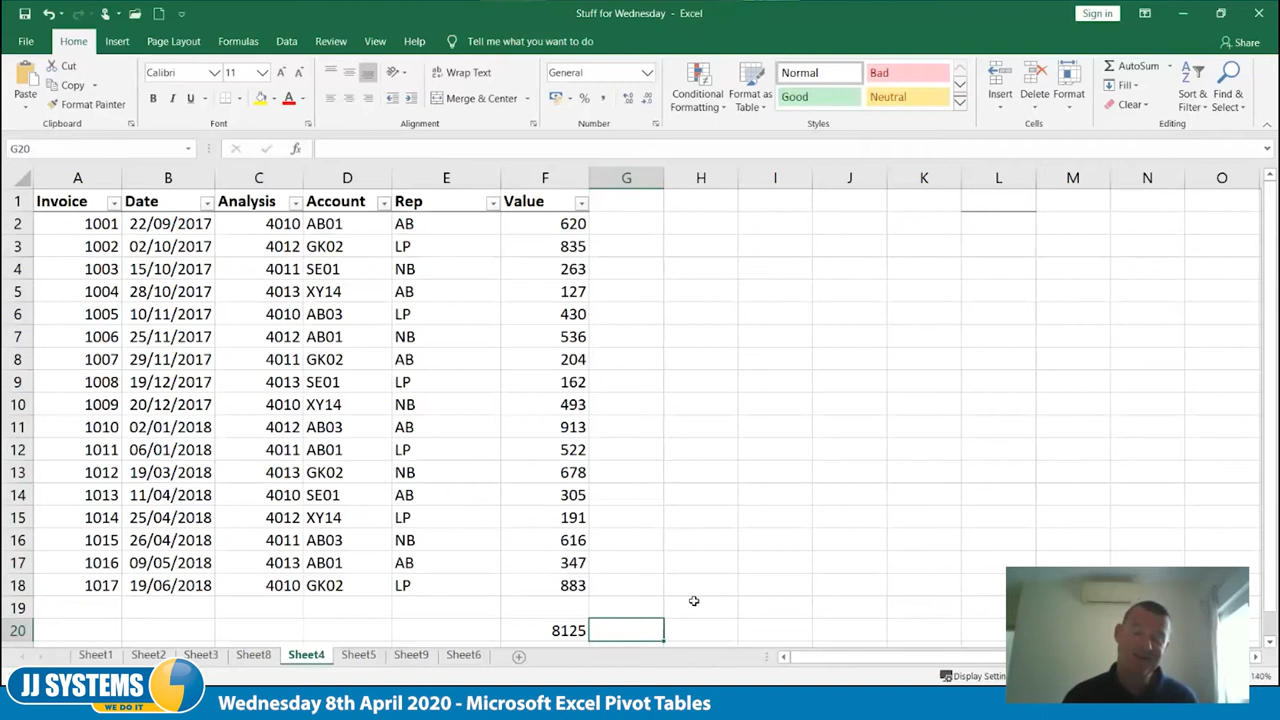 Stuff for Wednesday - Excel
Sign in
File Home Insert Page Layout Formulas Data Review View Help Tell me what you want to do Share
Cut Calibri 11 Wrap Text General Normal Bad AutoSum
Paste Copy Conditional Formatting Format as Table Insert Delete Format Fill Sort & Filter Find & Select
Format Painter B I U Merge & Center Good Neutral Clear
Clipboard Font Alignment Number Styles Cells Editing
G20 fx
A B C D E F G H I J K L M N O
1 Invoice Date Analysis Account Rep Value
2 1001 22/09/2017 4010 AB01 AB 620
3 1002 02/10/2017 4012 GK02 LP 835
4 1003 15/10/2017 4011 SE01 NB 263
5 1004 28/10/2017 4013 XY14 AB 127
6 1005 10/11/2017 4010 AB03 LP 430
7 1006 25/11/2017 4012 AB01 NB 536
8 1007 29/11/2017 4011 GK02 AB 204
9 1008 19/12/2017 4013 SE01 LP 162
10 1009 20/12/2017 4010 XY14 NB 493
11 1010 02/01/2018 4012 AB03 AB 913
12 1011 06/01/2018 4011 AB01 LP 522
13 1012 19/03/2018 4013 GK02 NB 678
14 1013 11/04/2018 4010 SE01 AB 305
15 1014 25/04/2018 4012 XY14 LP 191
16 1015 26/04/2018 4011 AB03 NB 616
17 1016 09/05/2018 4013 AB01 AB 347
18 1017 19/06/2018 4010 GK02 LP 883
19
20 8125
Sheet1 Sheet2 Sheet3 Sheet8 Sheet4 Sheet5 Sheet9 Sheet6
Display Settin 140%
JJ SYSTEMS
WE DO IT
Wednesday 8th April 2020 - Microsoft Excel Pivot Tables